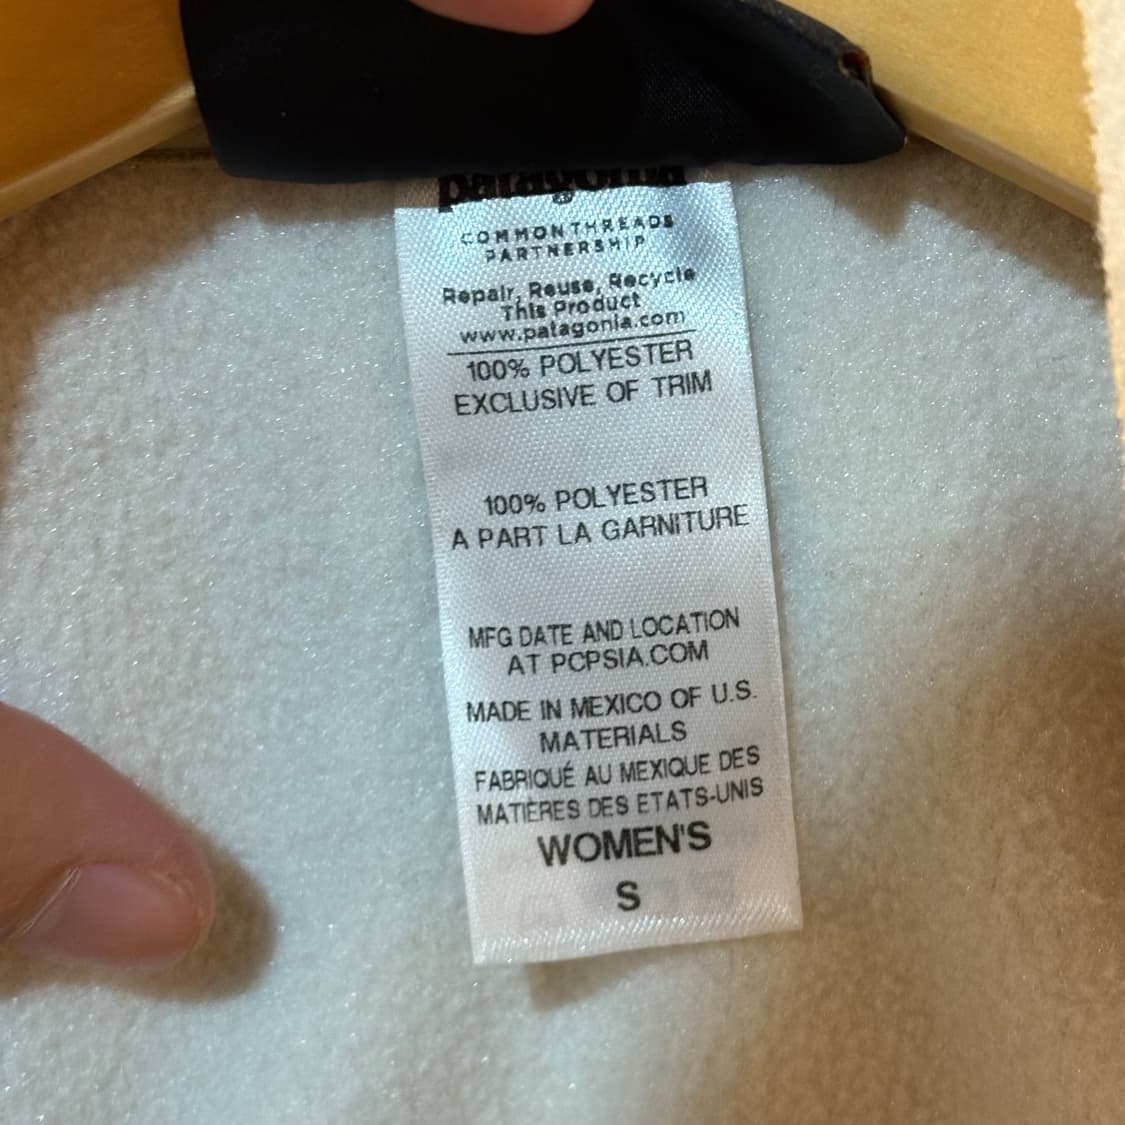 patagonia
COMMON THREADS
PARTNERSHIP
Repair, Reuse, Recycle
This Product
www.patagonia.com
100% POLYESTER
EXCLUSIVE OF TRIM
100% POLYESTER
A PART LA GARNITURE
MFG DATE AND LOCATION
AT PCPSIA.COM
MADE IN MEXICO OF U.S.
MATERIALS
FABRIQUÉ AU MEXIQUE DES
MATIÈRES DES ETATS-UNIS
WOMEN'S
S